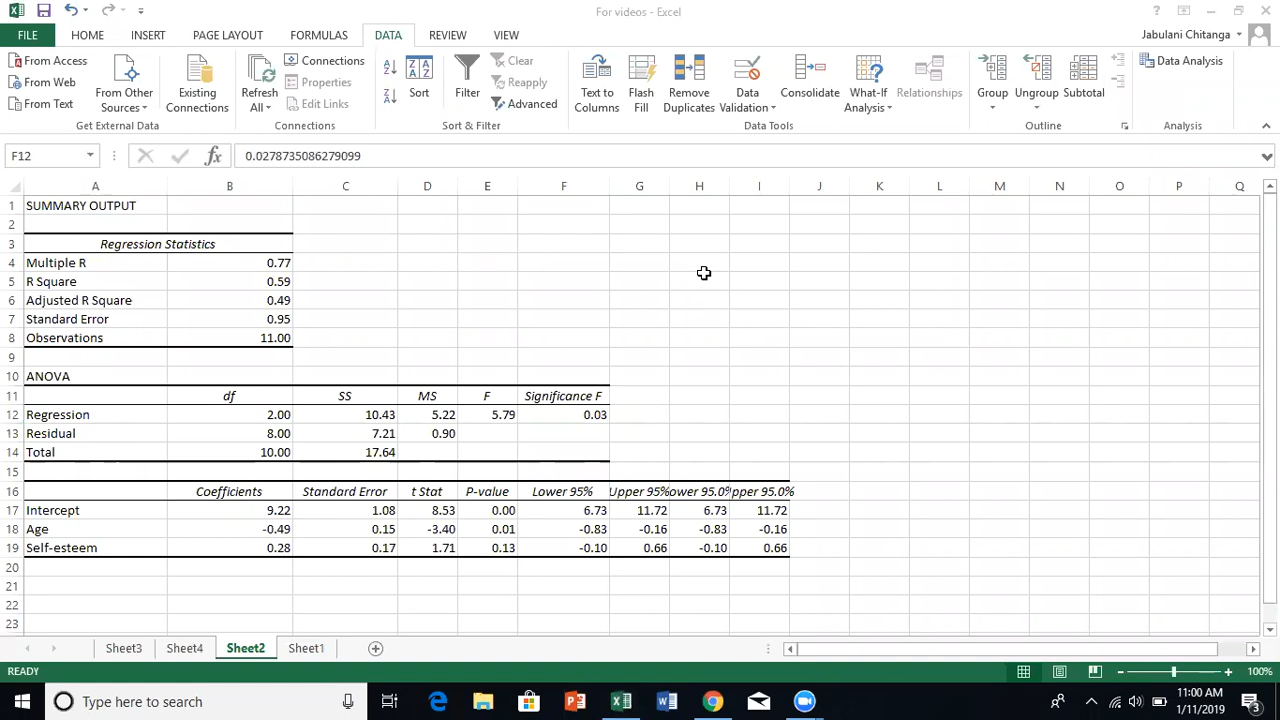 For videos - Excel
FILE HOME INSERT PAGE LAYOUT FORMULAS DATA REVIEW VIEW Jabulani Chitanga
From Access
From Web
From Text
From Other Sources
Existing Connections
Get External Data
Refresh All
Connections
Properties
Edit Links
Connections
Sort
Filter
Clear
Reapply
Advanced
Sort & Filter
Text to Columns
Flash Fill
Remove Duplicates
Data Validation
Consolidate
What-If Analysis
Relationships
Data Tools
Group
Ungroup
Subtotal
Outline
Data Analysis
Analysis
F12 fx 0.0278735086279099
A B C D E F G H I J K L M N O P Q
1 SUMMARY OUTPUT
2
3 Regression Statistics
4 Multiple R 0.77
5 R Square 0.59
6 Adjusted R Square 0.49
7 Standard Error 0.95
8 Observations 11.00
9
10 ANOVA
11 df SS MS F Significance F
12 Regression 2.00 10.43 5.22 5.79 0.03
13 Residual 8.00 7.21 0.90
14 Total 10.00 17.64
15
16 Coefficients Standard Error t Stat P-value Lower 95% Upper 95% ower 95.0% pper 95.0%
17 Intercept 9.22 1.08 8.53 0.00 6.73 11.72 6.73 11.72
18 Age -0.49 0.15 -3.40 0.01 -0.83 -0.16 -0.83 -0.16
19 Self-esteem 0.28 0.17 1.71 0.13 -0.10 0.66 -0.10 0.66
20
21
22
23
Sheet3 Sheet4 Sheet2 Sheet1
READY 100%
Type here to search
11:00 AM
1/11/2019
3